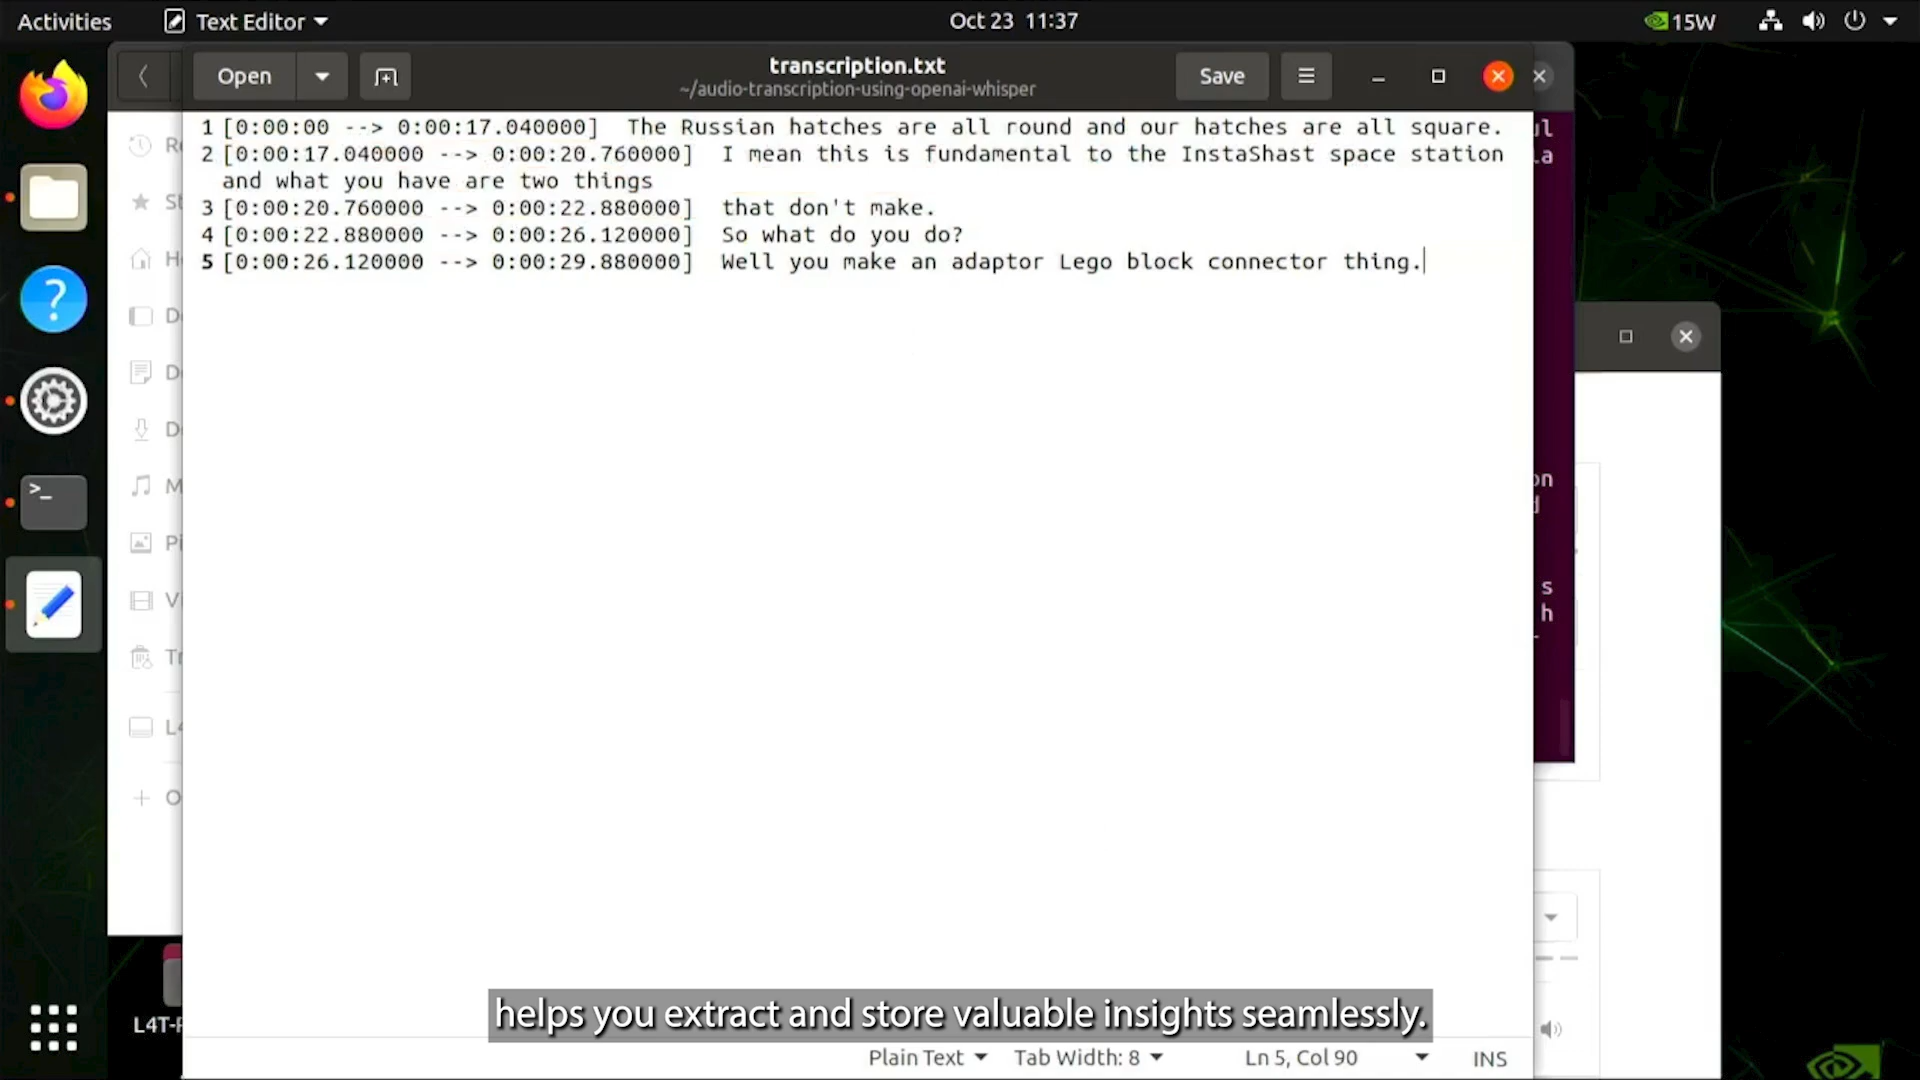 Activities Text Editor Oct 23 11:37 15W
Open transcription.txt Save
~/audio-transcription-using-openai-whisper
1 [0:00:00 --> 0:00:17.040000] The Russian hatches are all round and our hatches are all square.
2 [0:00:17.040000 --> 0:00:20.760000] I mean this is fundamental to the InstaShast space station
and what you have are two things
3 [0:00:20.760000 --> 0:00:22.880000] that don't make.
4 [0:00:22.880000 --> 0:00:26.120000] So what do you do?
5 [0:00:26.120000 --> 0:00:29.880000] Well you make an adaptor Lego block connector thing.
helps you extract and store valuable insights seamlessly.
Plain Text Tab Width: 8 Ln 5, Col 90 INS